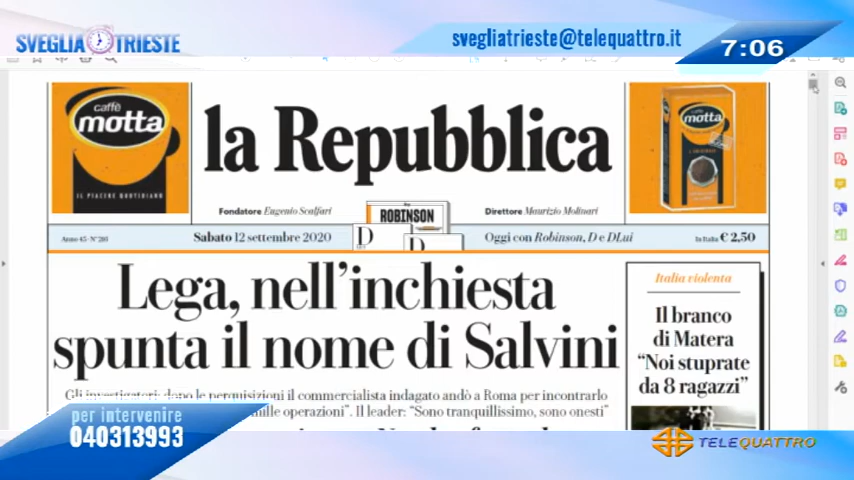 SVEGLIA TRIESTE
svegliatrieste@telequattro.it
7:06
caffè
motta
IL PIACERE QUOTIDIANO
la Repubblica
motta
Fondatore Eugenio Scalfari
ROBINSON
Direttore Maurizio Molinari
Sabato 12 settembre 2020
D
D
Oggi con Robinson, D e DLui
In Italia € 2,50
Lega, nell'inchiesta
spunta il nome di Salvini
Gli investigatori: dopo le perquisizioni il commercialista indagato andò a Roma per incontrarlo
mille operazioni". Il leader: "Sono tranquillissimo, sono onesti"
Italia violenta
Il branco
di Matera
"Noi stuprate
da 8 ragazzi"
per intervenire
040313993
TELEQUATTRO